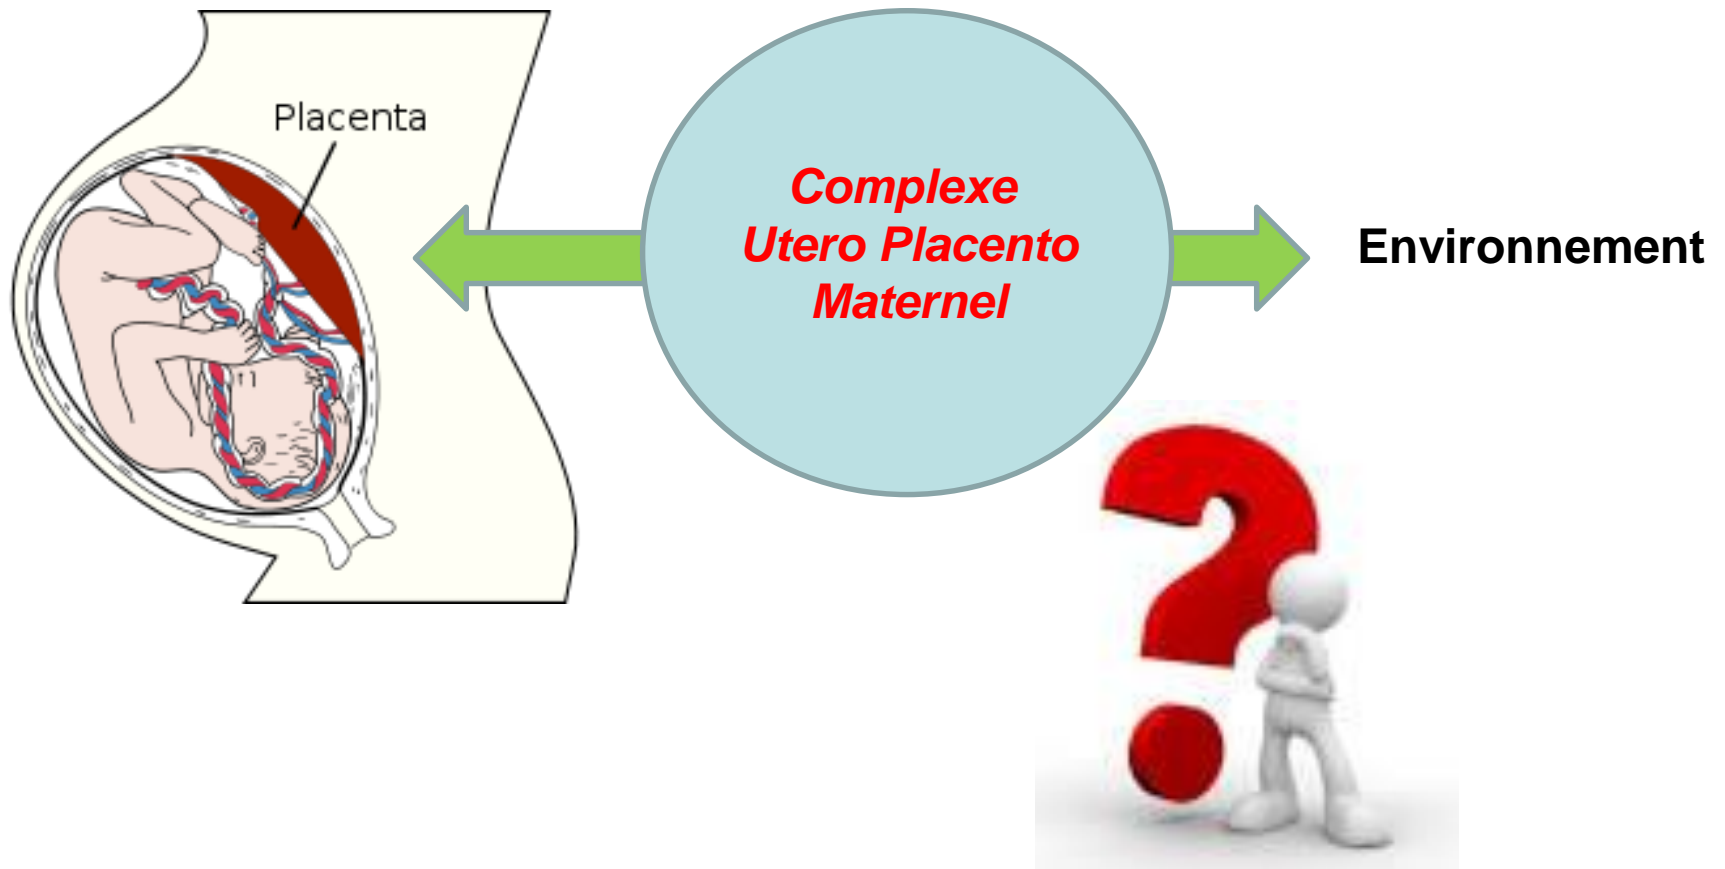 Placenta
Complexe
Utero Placento
Maternel
Environnement